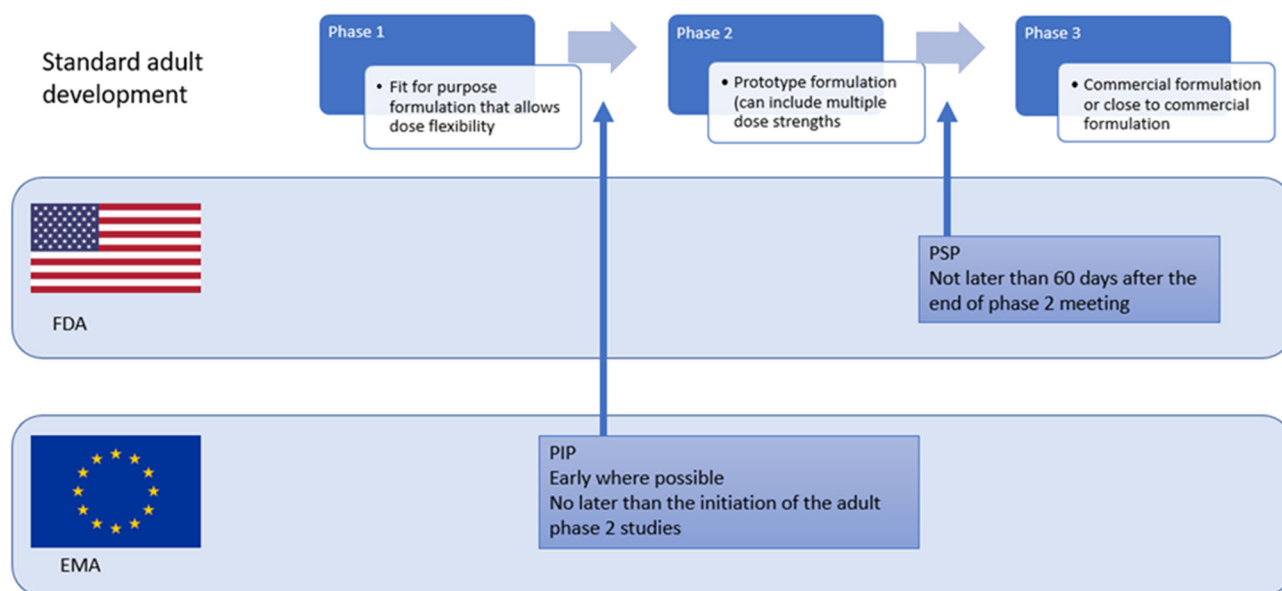 Standard adult
development
Phase 1
• Fit for purpose
formulation that allows
dose flexibility
Phase 2
• Prototype formulation
(can include multiple
dose strengths
Phase 3
• Commercial formulation
or close to commercial
formulation
FDA
PSP
Not later than 60 days after the
end of phase 2 meeting
EMA
PIP
Early where possible
No later than the initiation of the adult
phase 2 studies